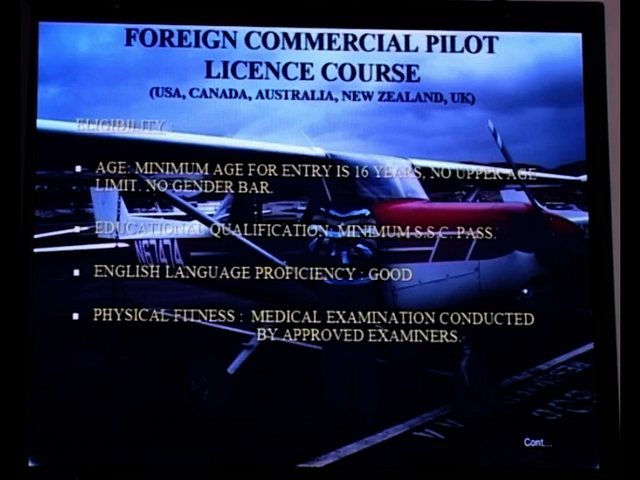 FOREIGN COMMERCIAL PILOT
LICENCE COURSE
(USA, CANADA, AUSTRALIA, NEW ZEALAND, UK)
ELIGIBILITY :
AGE: MINIMUM AGE FOR ENTRY IS 16 YEARS, NO UPPER AGE
LIMIT. NO GENDER BAR.
EDUCATIONAL QUALIFICATION: MINIMUM S.S.C. PASS.
N67474
ENGLISH LANGUAGE PROFICIENCY : GOOD
PHYSICAL FITNESS : MEDICAL EXAMINATION CONDUCTED
BY APPROVED EXAMINERS.
Cont...